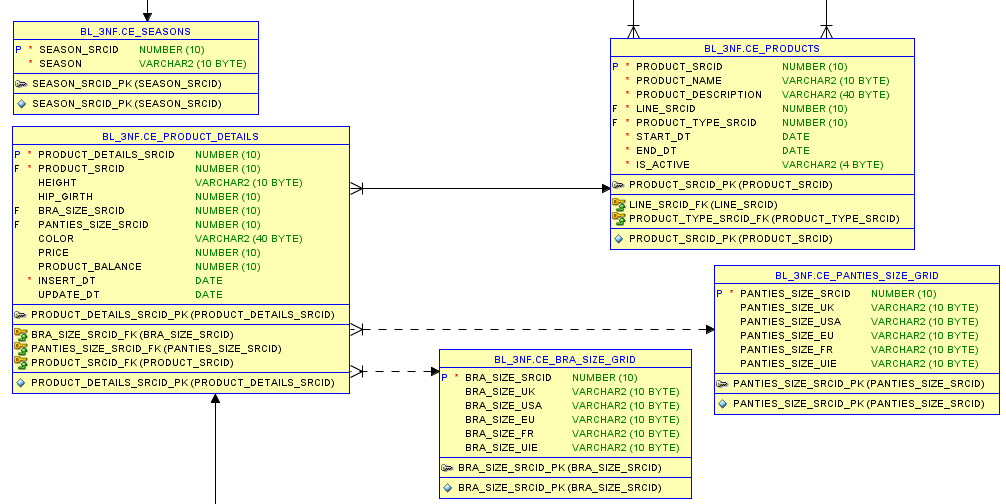 BL_3NF.CE_SEASONS
P * SEASON_SRCID NUMBER (10)
* SEASON VARCHAR2 (10 BYTE)
SEASON_SRCID_PK (SEASON_SRCID)
SEASON_SRCID_PK (SEASON_SRCID)
BL_3NF.CE_PRODUCTS
P * PRODUCT_SRCID NUMBER (10)
* PRODUCT_NAME VARCHAR2 (10 BYTE)
* PRODUCT_DESCRIPTION VARCHAR2 (40 BYTE)
F * LINE_SRCID NUMBER (10)
F * PRODUCT_TYPE_SRCID NUMBER (10)
* START_DT DATE
* END_DT DATE
* IS_ACTIVE VARCHAR2 (4 BYTE)
PRODUCT_SRCID_PK (PRODUCT_SRCID)
LINE_SRCID_FK (LINE_SRCID)
PRODUCT_TYPE_SRCID_FK (PRODUCT_TYPE_SRCID)
PRODUCT_SRCID_PK (PRODUCT_SRCID)
BL_3NF.CE_PRODUCT_DETAILS
P * PRODUCT_DETAILS_SRCID NUMBER (10)
F * PRODUCT_SRCID NUMBER (10)
HEIGHT VARCHAR2 (10 BYTE)
HIP_GIRTH NUMBER (10)
F BRA_SIZE_SRCID NUMBER (10)
F PANTIES_SIZE_SRCID NUMBER (10)
COLOR VARCHAR2 (40 BYTE)
PRICE NUMBER (10)
PRODUCT_BALANCE NUMBER (10)
* INSERT_DT DATE
UPDATE_DT DATE
PRODUCT_DETAILS_SRCID_PK (PRODUCT_DETAILS_SRCID)
BRA_SIZE_SRCID_FK (BRA_SIZE_SRCID)
PANTIES_SIZE_SRCID_FK (PANTIES_SIZE_SRCID)
PRODUCT_SRCID_FK (PRODUCT_SRCID)
PRODUCT_DETAILS_SRCID_PK (PRODUCT_DETAILS_SRCID)
BL_3NF.CE_PANTIES_SIZE_GRID
P * PANTIES_SIZE_SRCID NUMBER (10)
PANTIES_SIZE_UK VARCHAR2 (10 BYTE)
PANTIES_SIZE_USA VARCHAR2 (10 BYTE)
PANTIES_SIZE_EU VARCHAR2 (10 BYTE)
PANTIES_SIZE_FR VARCHAR2 (10 BYTE)
PANTIES_SIZE_UIE VARCHAR2 (10 BYTE)
PANTIES_SIZE_SRCID_PK (PANTIES_SIZE_SRCID)
PANTIES_SIZE_SRCID_PK (PANTIES_SIZE_SRCID)
BL_3NF.CE_BRA_SIZE_GRID
P * BRA_SIZE_SRCID NUMBER (10)
BRA_SIZE_UK VARCHAR2 (10 BYTE)
BRA_SIZE_USA VARCHAR2 (10 BYTE)
BRA_SIZE_EU VARCHAR2 (10 BYTE)
BRA_SIZE_FR VARCHAR2 (10 BYTE)
BRA_SIZE_UIE VARCHAR2 (10 BYTE)
BRA_SIZE_SRCID_PK (BRA_SIZE_SRCID)
BRA_SIZE_SRCID_PK (BRA_SIZE_SRCID)